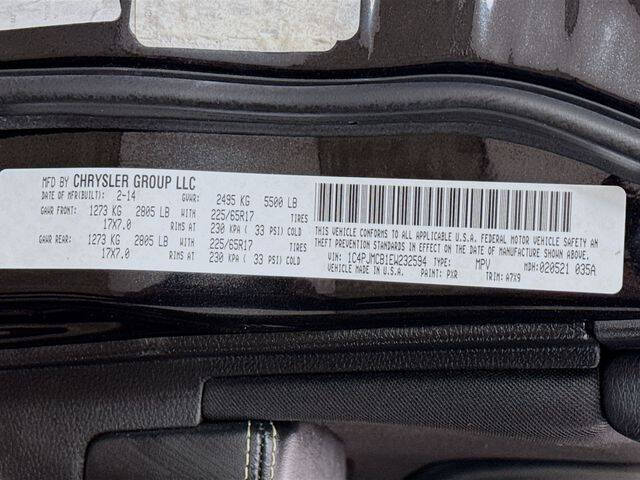 MFD BY CHRYSLER GROUP LLC
DATE OF MFR(BUILT): 2-14 GVWR: 2495 KG 5500 LB
GAWR FRONT: 1273 KG 2805 LB WITH 225/65R17 TIRES
17X7.0 RIMS AT 230 KPA ( 33 PSI) COLD
GAWR REAR: 1273 KG 2805 LB WITH 225/65R17 TIRES
17X7.0 RIMS AT 230 KPA ( 33 PSI) COLD
THIS VEHICLE CONFORMS TO ALL APPLICABLE U.S.A. FEDERAL MOTOR VEHICLE SAFETY AN
THEFT PREVENTION STANDARDS IN EFFECT ON THE DATE OF MFR SHOWN ABOVE.
VIN: 1C4PJMCB1EW232594 TYPE: MPV MDH: 020521 035A
VEHICLE MADE IN U.S.A. PAINT: PXR TRIM: A7X9